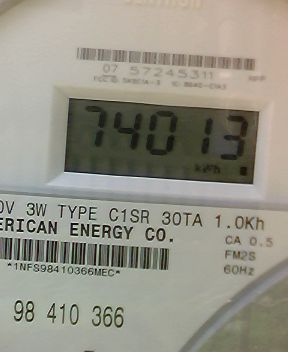 07 57245311
74013
kWh
0V 3W TYPE C1SR 30TA 1.0Kh
ERICAN ENERGY CO.
CA 0.5
FM2S
*1NFS98410366MEC*
60Hz
98 410 366